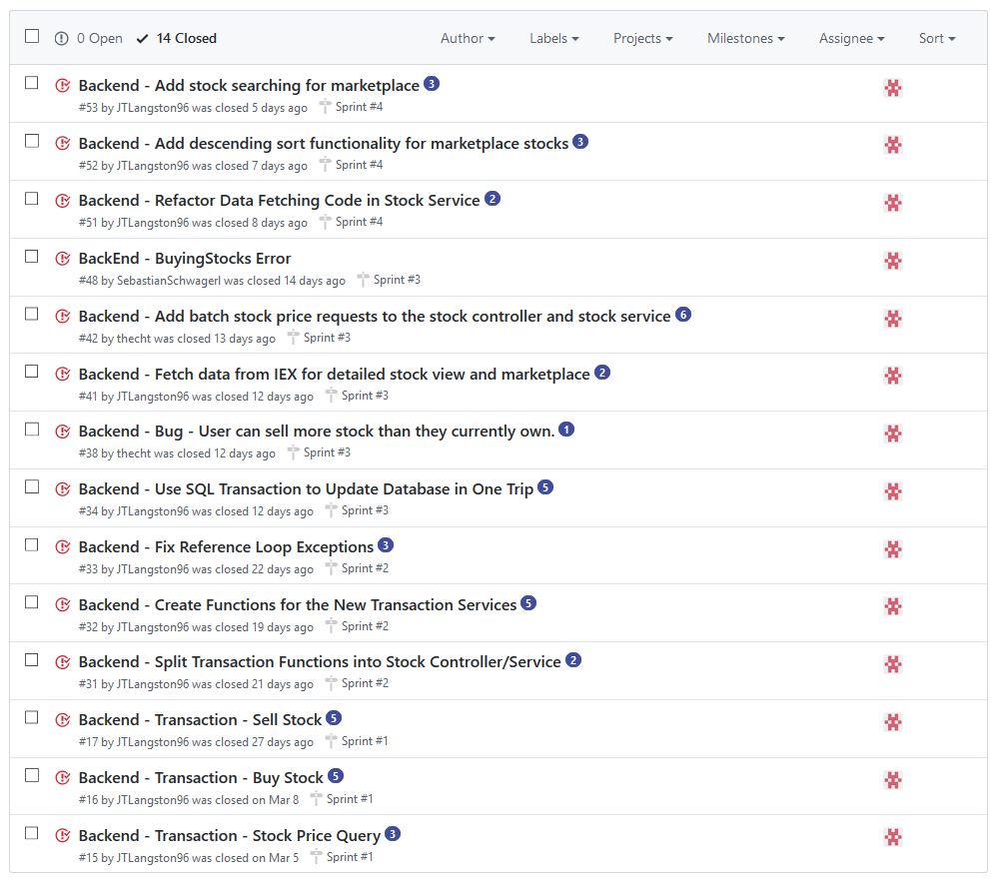 0 Open 14 Closed Author Labels Projects Milestones Assignee Sort
Backend - Add stock searching for marketplace 3
#53 by JTLangston96 was closed 5 days ago Sprint #4
Backend - Add descending sort functionality for marketplace stocks 3
#52 by JTLangston96 was closed 7 days ago Sprint #4
Backend - Refactor Data Fetching Code in Stock Service 2
#51 by JTLangston96 was closed 8 days ago Sprint #4
BackEnd - BuyingStocks Error
#48 by SebastianSchwagerl was closed 14 days ago Sprint #3
Backend - Add batch stock price requests to the stock controller and stock service 6
#42 by thecht was closed 13 days ago Sprint #3
Backend - Fetch data from IEX for detailed stock view and marketplace 2
#41 by JTLangston96 was closed 12 days ago Sprint #3
Backend - Bug - User can sell more stock than they currently own. 1
#38 by thecht was closed 12 days ago Sprint #3
Backend - Use SQL Transaction to Update Database in One Trip 5
#34 by JTLangston96 was closed 12 days ago Sprint #3
Backend - Fix Reference Loop Exceptions 3
#33 by JTLangston96 was closed 22 days ago Sprint #2
Backend - Create Functions for the New Transaction Services 5
#32 by JTLangston96 was closed 19 days ago Sprint #2
Backend - Split Transaction Functions into Stock Controller/Service 2
#31 by JTLangston96 was closed 21 days ago Sprint #2
Backend - Transaction - Sell Stock 5
#17 by JTLangston96 was closed 27 days ago Sprint #1
Backend - Transaction - Buy Stock 5
#16 by JTLangston96 was closed on Mar 8 Sprint #1
Backend - Transaction - Stock Price Query 3
#15 by JTLangston96 was closed on Mar 5 Sprint #1